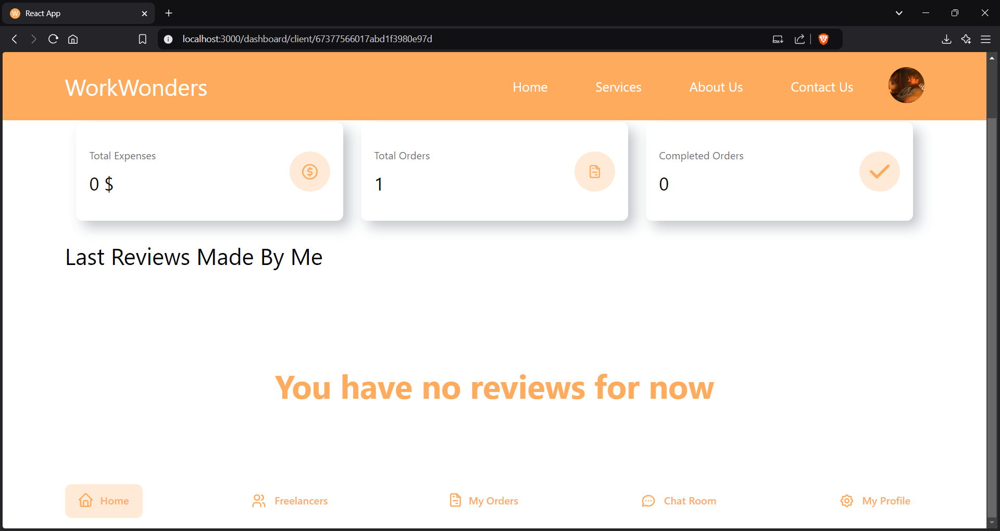 React App
localhost:3000/dashboard/client/67377566017abd1f3980e97d
WorkWonders
Home Services About Us Contact Us
Total Expenses
0 $
Total Orders
1
Completed Orders
0
Last Reviews Made By Me
You have no reviews for now
Home Freelancers My Orders Chat Room My Profile